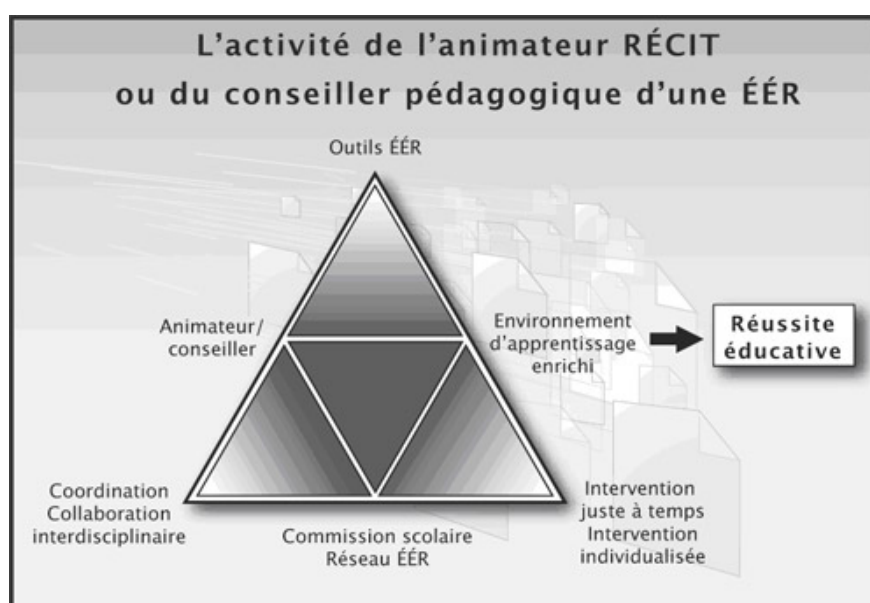 L'activité de l'animateur RÉCIT
ou du conseiller pédagogique d'une ÉÉR
Outils ÉÉR
Animateur/
conseiller
Environnement
d'apprentissage
enrichi
Réussite
éducative
Coordination
Collaboration
interdisciplinaire
Commission scolaire
Réseau ÉÉR
Intervention
juste à temps
Intervention
individualisée